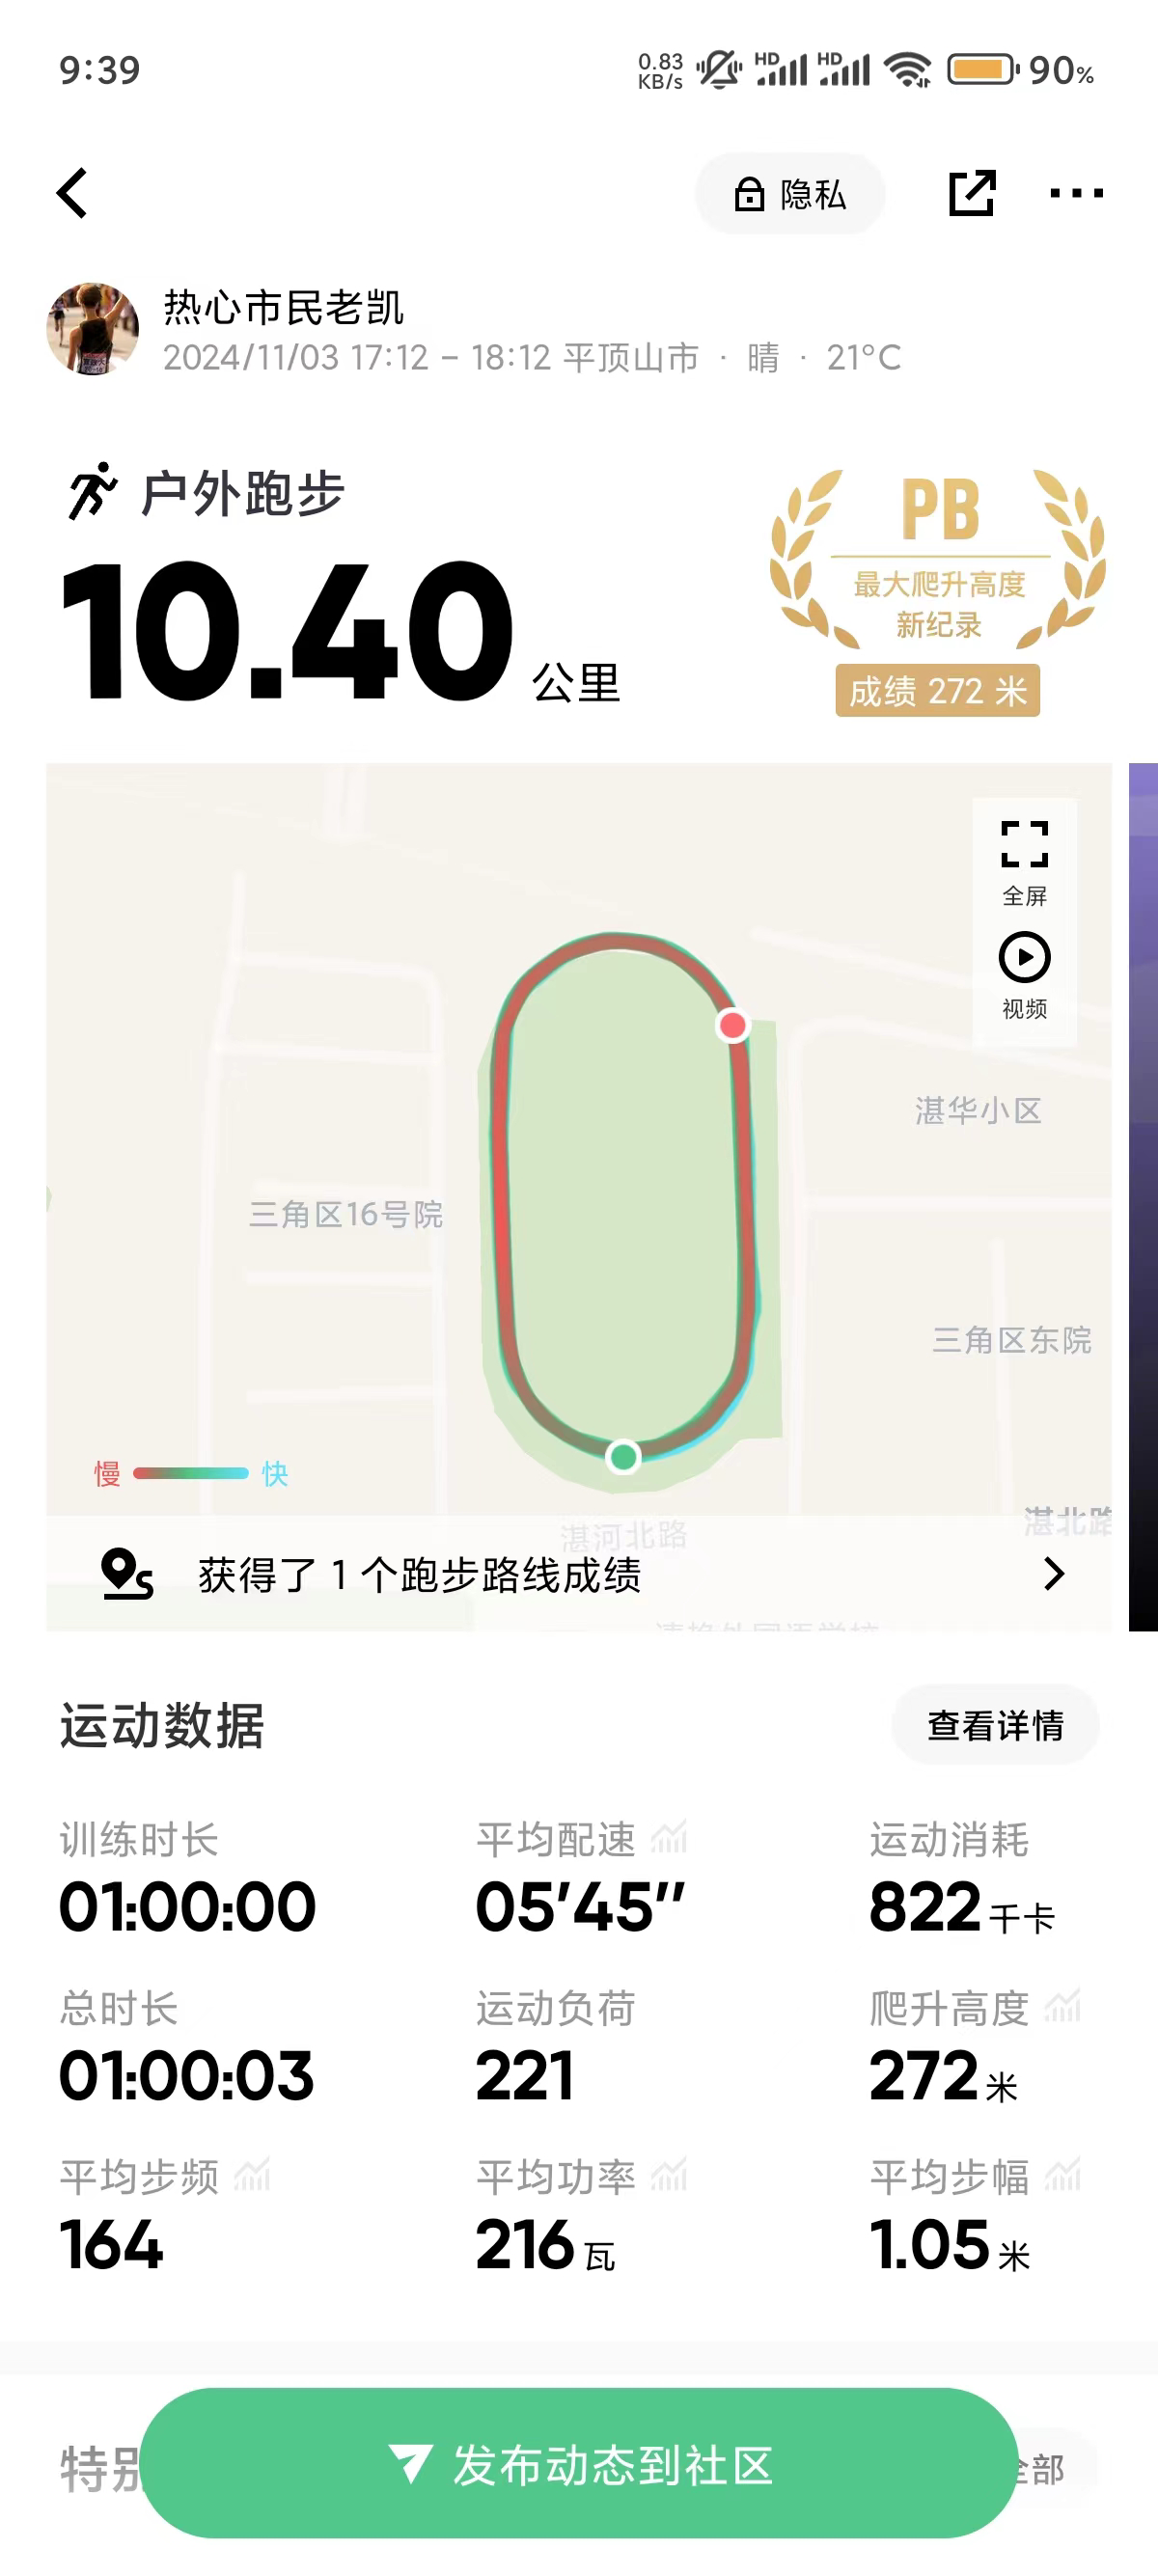 9:39
0.83
KB/s
HD
HD
90%
隐私
热心市民老凯
2024/11/03 17:12 – 18:12 平顶山市 · 晴 · 21°C
户外跑步
10.40 公里
PB
最大爬升高度
新纪录
成绩 272 米
全屏
视频
湛华小区
三角区16号院
三角区东院
慢
快
湛北路
湛河北路
获得了 1 个跑步路线成绩
运动数据
查看详情
训练时长
平均配速
运动消耗
01:00:00
05'45''
822 千卡
总时长
运动负荷
爬升高度
01:00:03
221
272 米
平均步频
平均功率
平均步幅
164
216 瓦
1.05 米
特别
全部
发布动态到社区